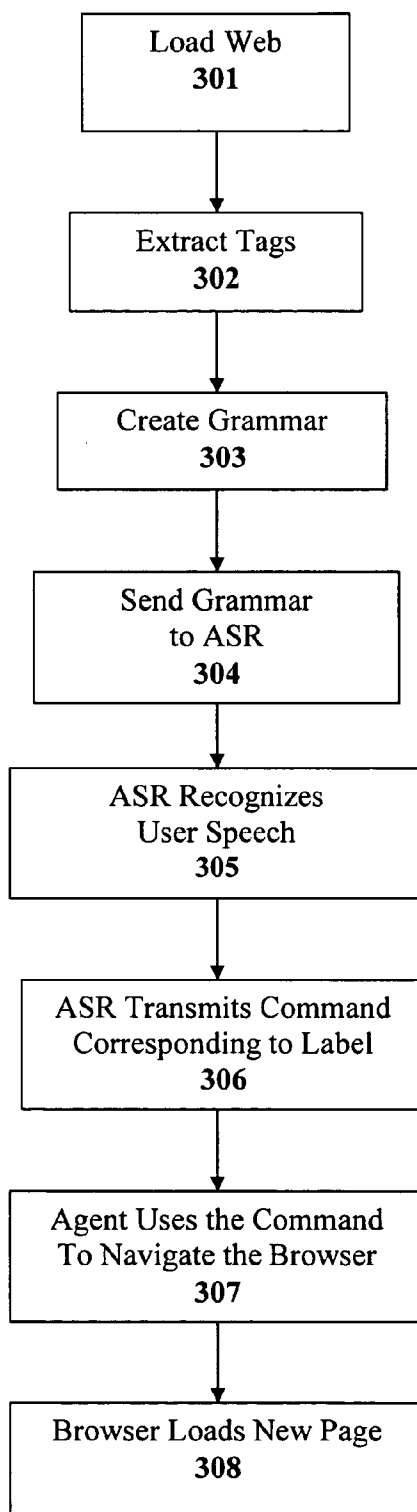 Load Web
301
Extract Tags
302
Create Grammar
303
Send Grammar
to ASR
304
ASR Recognizes
User Speech
305
ASR Transmits Command
Corresponding to Label
306
Agent Uses the Command
To Navigate the Browser
307
Browser Loads New Page
308